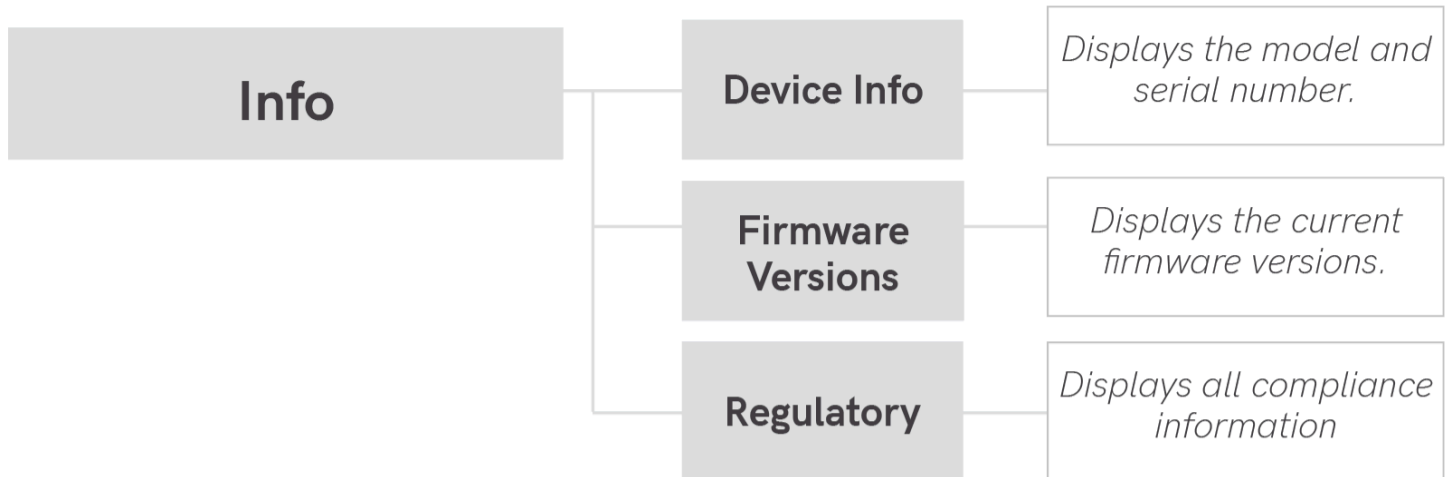 Info
Device Info
Displays the model and
serial number.
Firmware
Versions
Displays the current
firmware versions.
Regulatory
Displays all compliance
information